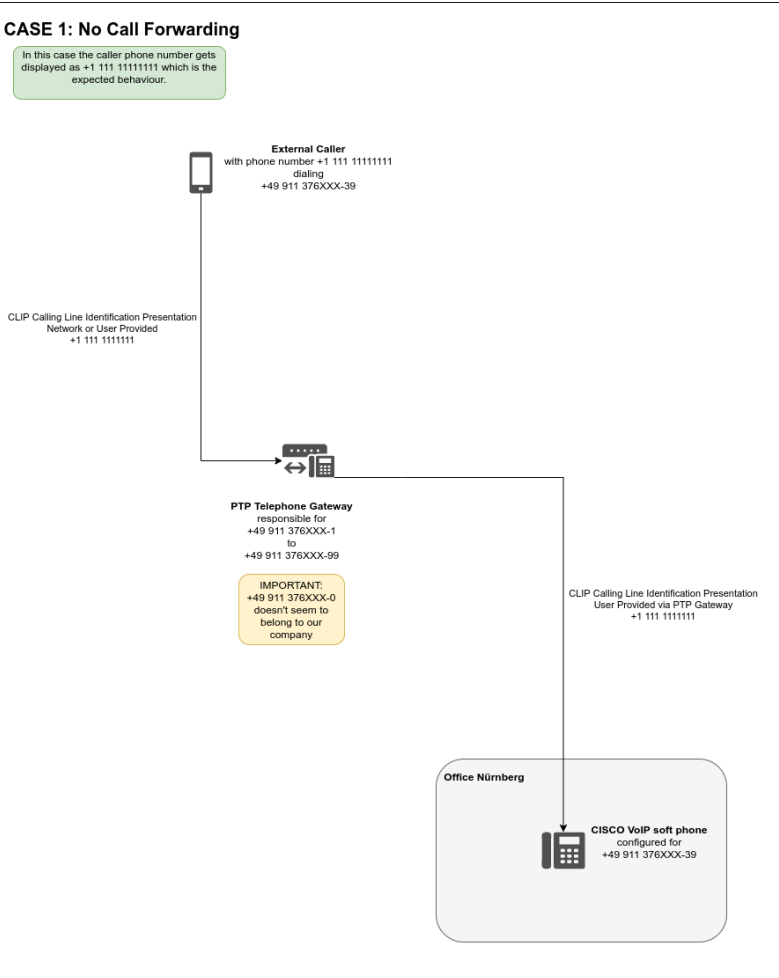 CASE 1: No Call Forwarding
In this case the caller phone number gets
displayed as +1 111 11111111 which is the
expected behaviour.
External Caller
with phone number +1 111 11111111
dialing
+49 911 376XXX-39
CLIP Calling Line Identification Presentation
Network or User Provided
+1 111 1111111
PTP Telephone Gateway
responsible for
+49 911 376XXX-1
to
+49 911 376XXX-99
IMPORTANT:
+49 911 376XXX-0
doesn't seem to
belong to our
company
CLIP Calling Line Identification Presentation
User Provided via PTP Gateway
+1 111 1111111
Office Nürnberg
CISCO VoIP soft phone
configured for
+49 911 376XXX-39